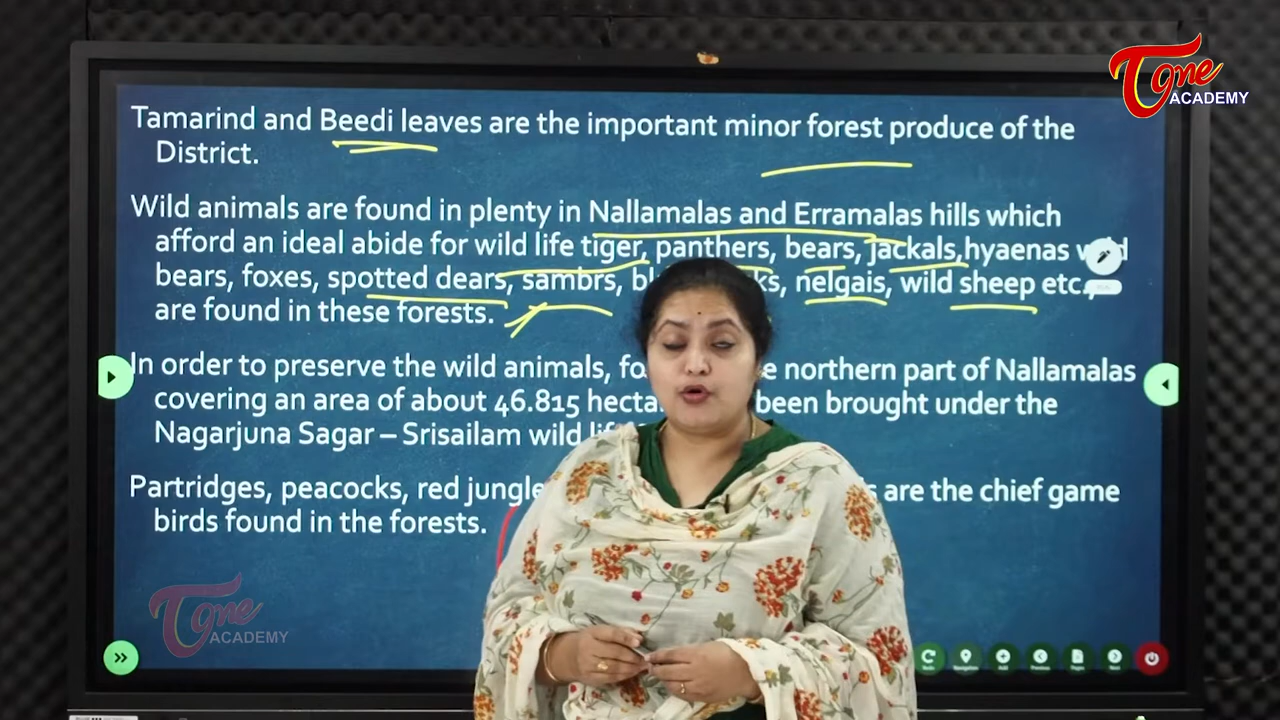 Tone
ACADEMY
Tamarind and Beedi leaves are the important minor forest produce of the
District.
Wild animals are found in plenty in Nallamalas and Erramalas hills which
afford an ideal abide for wild life tiger, panthers, bears, jackals,hyaenas
bears, foxes, spotted dears, sambrs, nelgais, wild sheep etc.,
are found in these forests.
In order to preserve the wild animals, northern part of Nallamalas
covering an area of about 46.815 been brought under the
Nagarjuna Sagar – Srisailam wild
Partridges, peacocks, red jungle are the chief game
birds found in the forests.
Tone
ACADEMY